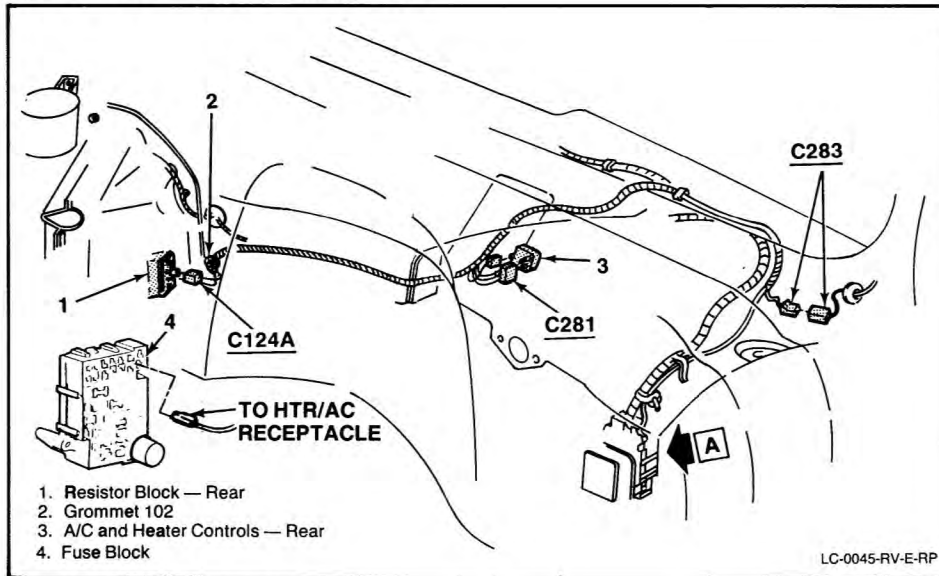 2
C283
1
3
4
C281
C124A
TO HTR/AC
RECEPTACLE
A
1. Resistor Block — Rear
2. Grommet 102
3. A/C and Heater Controls — Rear
4. Fuse Block
LC-0045-RV-E-RP